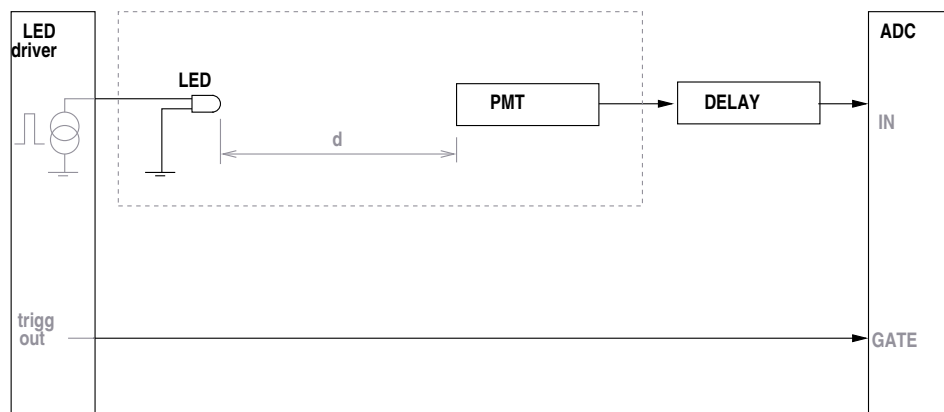 LED
driver
LED
d
PMT
DELAY
ADC
IN
trigg
out
GATE